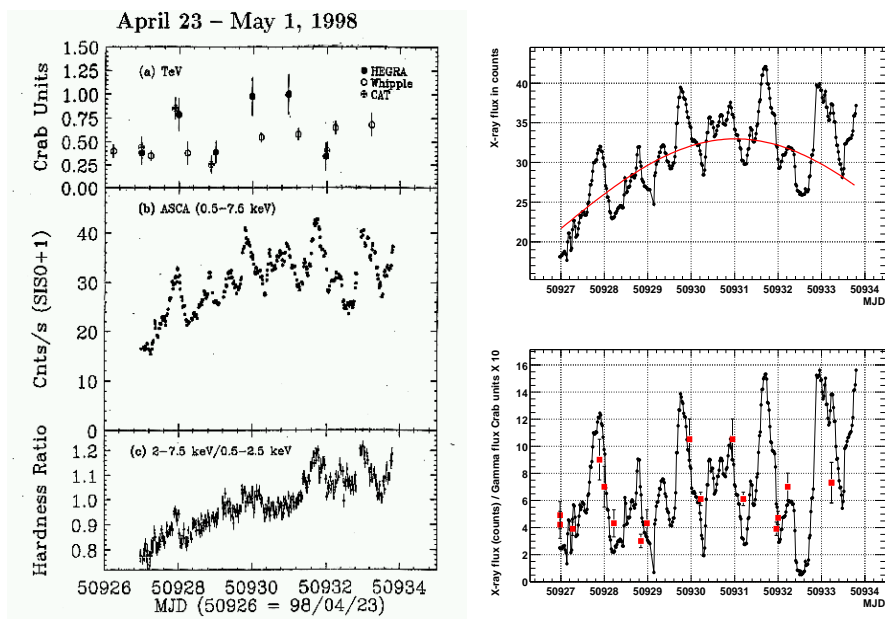 April 23 – May 1, 1998
1.50
1.25
1.00
0.75
0.50
0.25
0.00
Crab Units
(a) TeV
HEGRA
Whipple
CAT
40
30
20
10
0
Cnts/s (SIS0+1)
(b) ASCA (0.5–7.5 keV)
1.2
1.1
1.0
0.9
0.8
Hardness Ratio
(c) 2–7.5 keV/0.5–2.5 keV
50926 50928 50930 50932 50934
MJD (50926 = 98/04/23)
X-ray flux in counts
45
40
35
30
25
20
50927 50928 50929 50930 50931 50932 50933 50934
MJD
X-ray flux (counts) / Gamma flux Crab units X 10
16
14
12
10
8
6
4
2
0
50927 50928 50929 50930 50931 50932 50933 50934
MJD